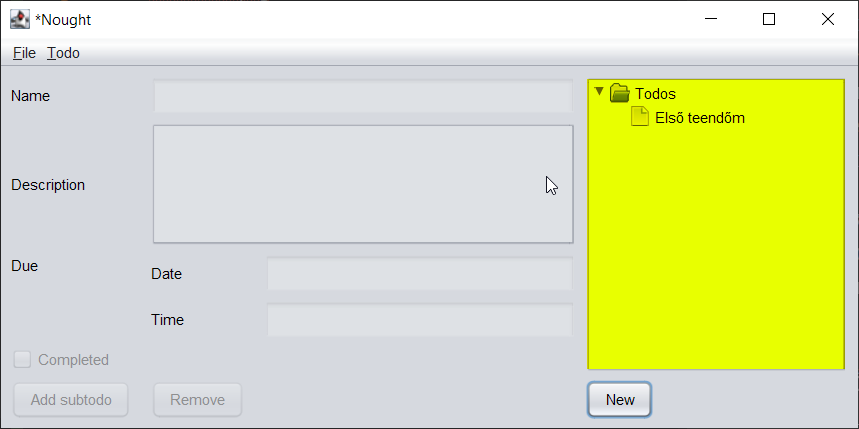 *Nought
File Todo
Name
Description
Due
Date
Time
Completed
Add subtodo
Remove
Todos
Első teendőm
New